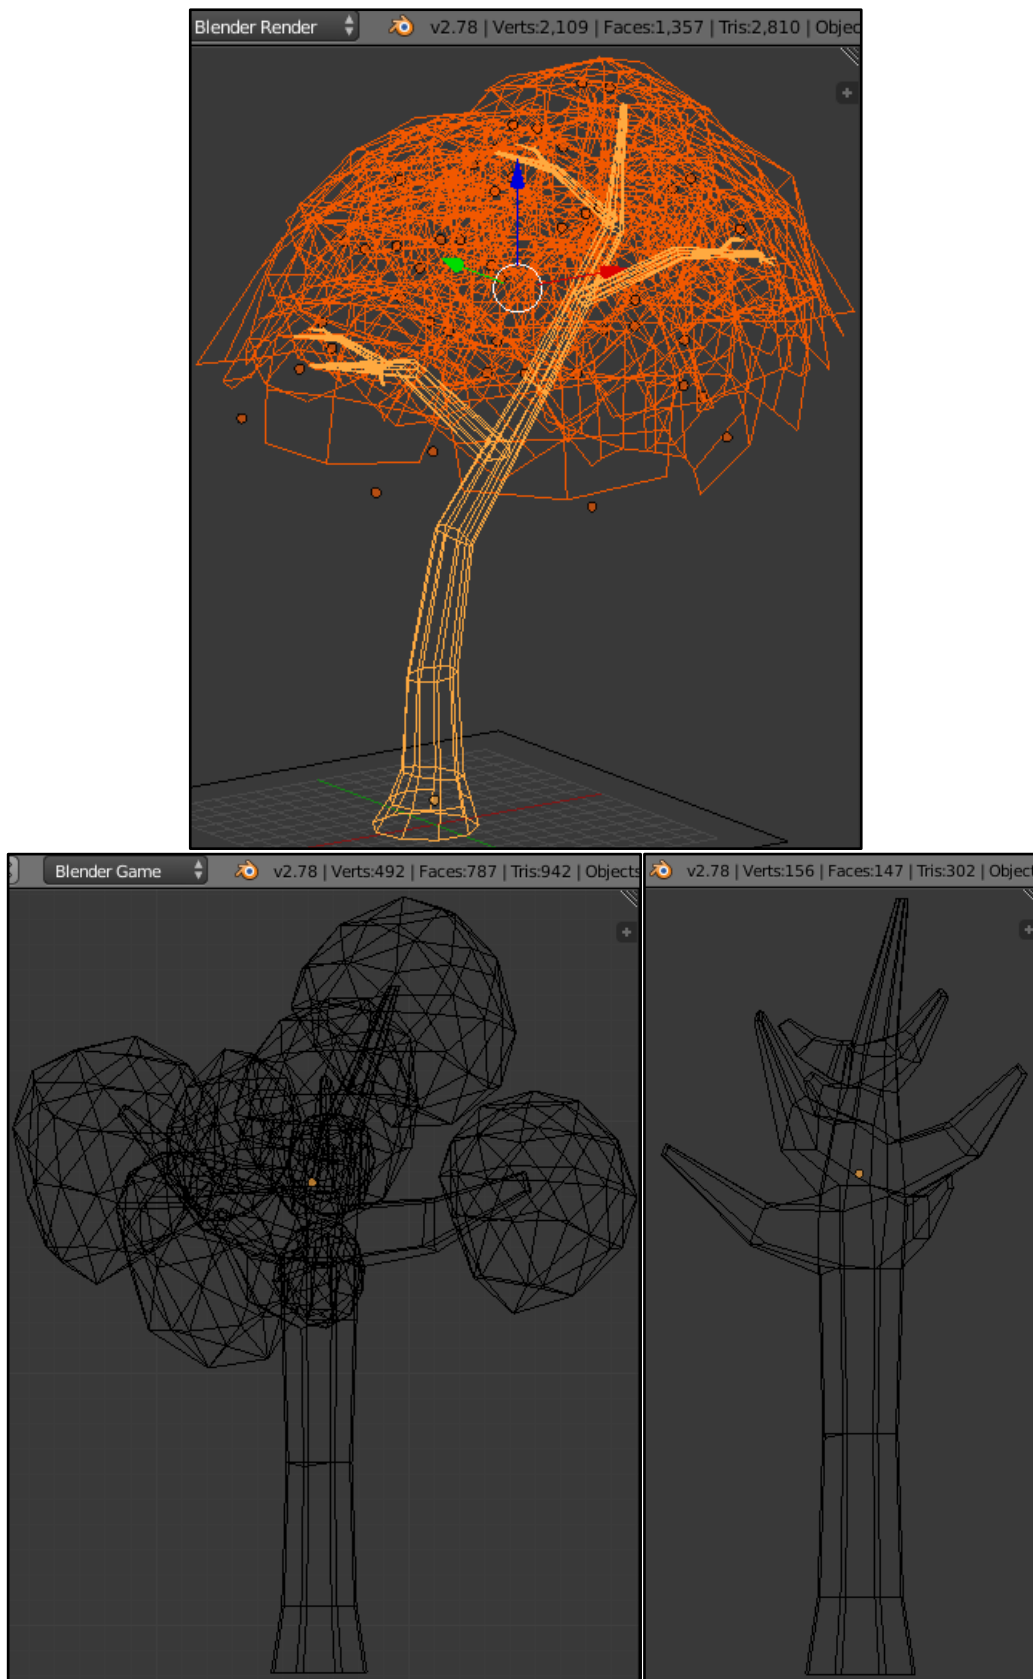 Blender Render v2.78 | Verts:2,109 | Faces:1,357 | Tris:2,810 | Objec
Blender Game v2.78 | Verts:492 | Faces:787 | Tris:942 | Objects
v2.78 | Verts:156 | Faces:147 | Tris:302 | Object